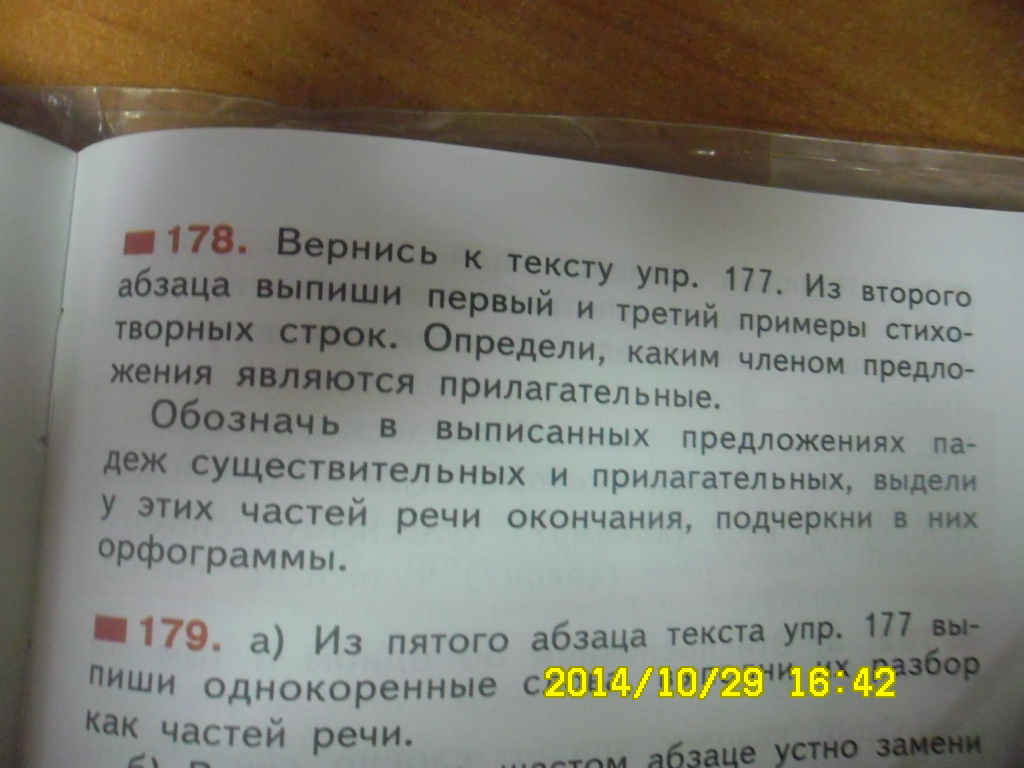 178. Вернись к тексту упр. 177. Из второго
абзаца выпиши первый и третий примеры стихо-
творных строк. Определи, каким членом предло-
жения являются прилагательные.
Обозначь в выписанных предложениях па-
деж существительных и прилагательных, выдели
у этих частей речи окончания, подчеркни в них
орфограммы.
179. а) Из пятого абзаца текста упр. 177 вы-
пиши однокоренные их разбор
2014/10/29 16:42
как частей речи.
б) абзаце устно замени